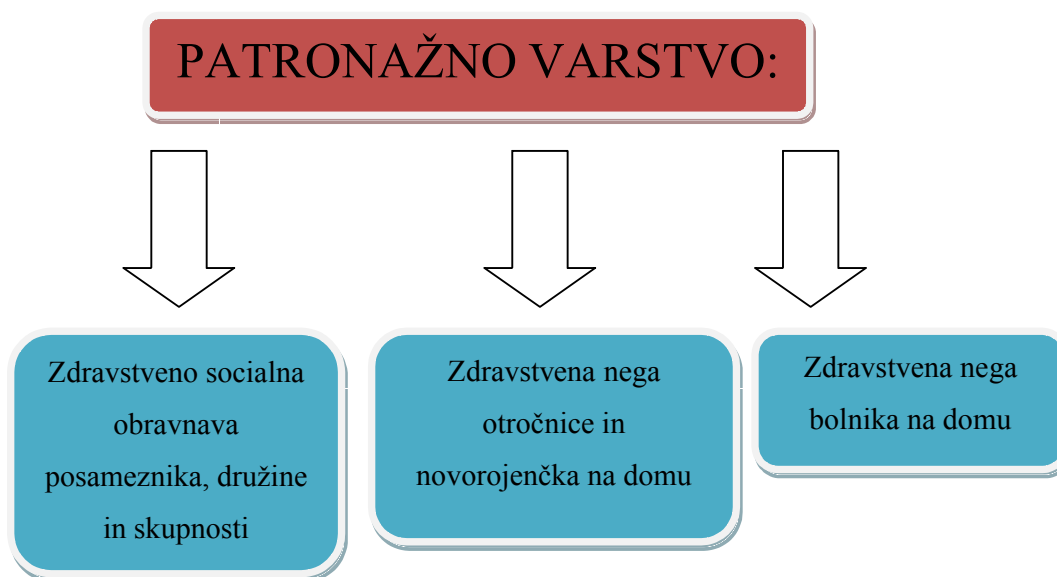 PATRONAŽNO VARSTVO:
Zdravstveno socialna
obravnava
posameznika, družine
in skupnosti
Zdravstvena nega
otročnice in
novorojenčka na domu
Zdravstvena nega
bolnika na domu